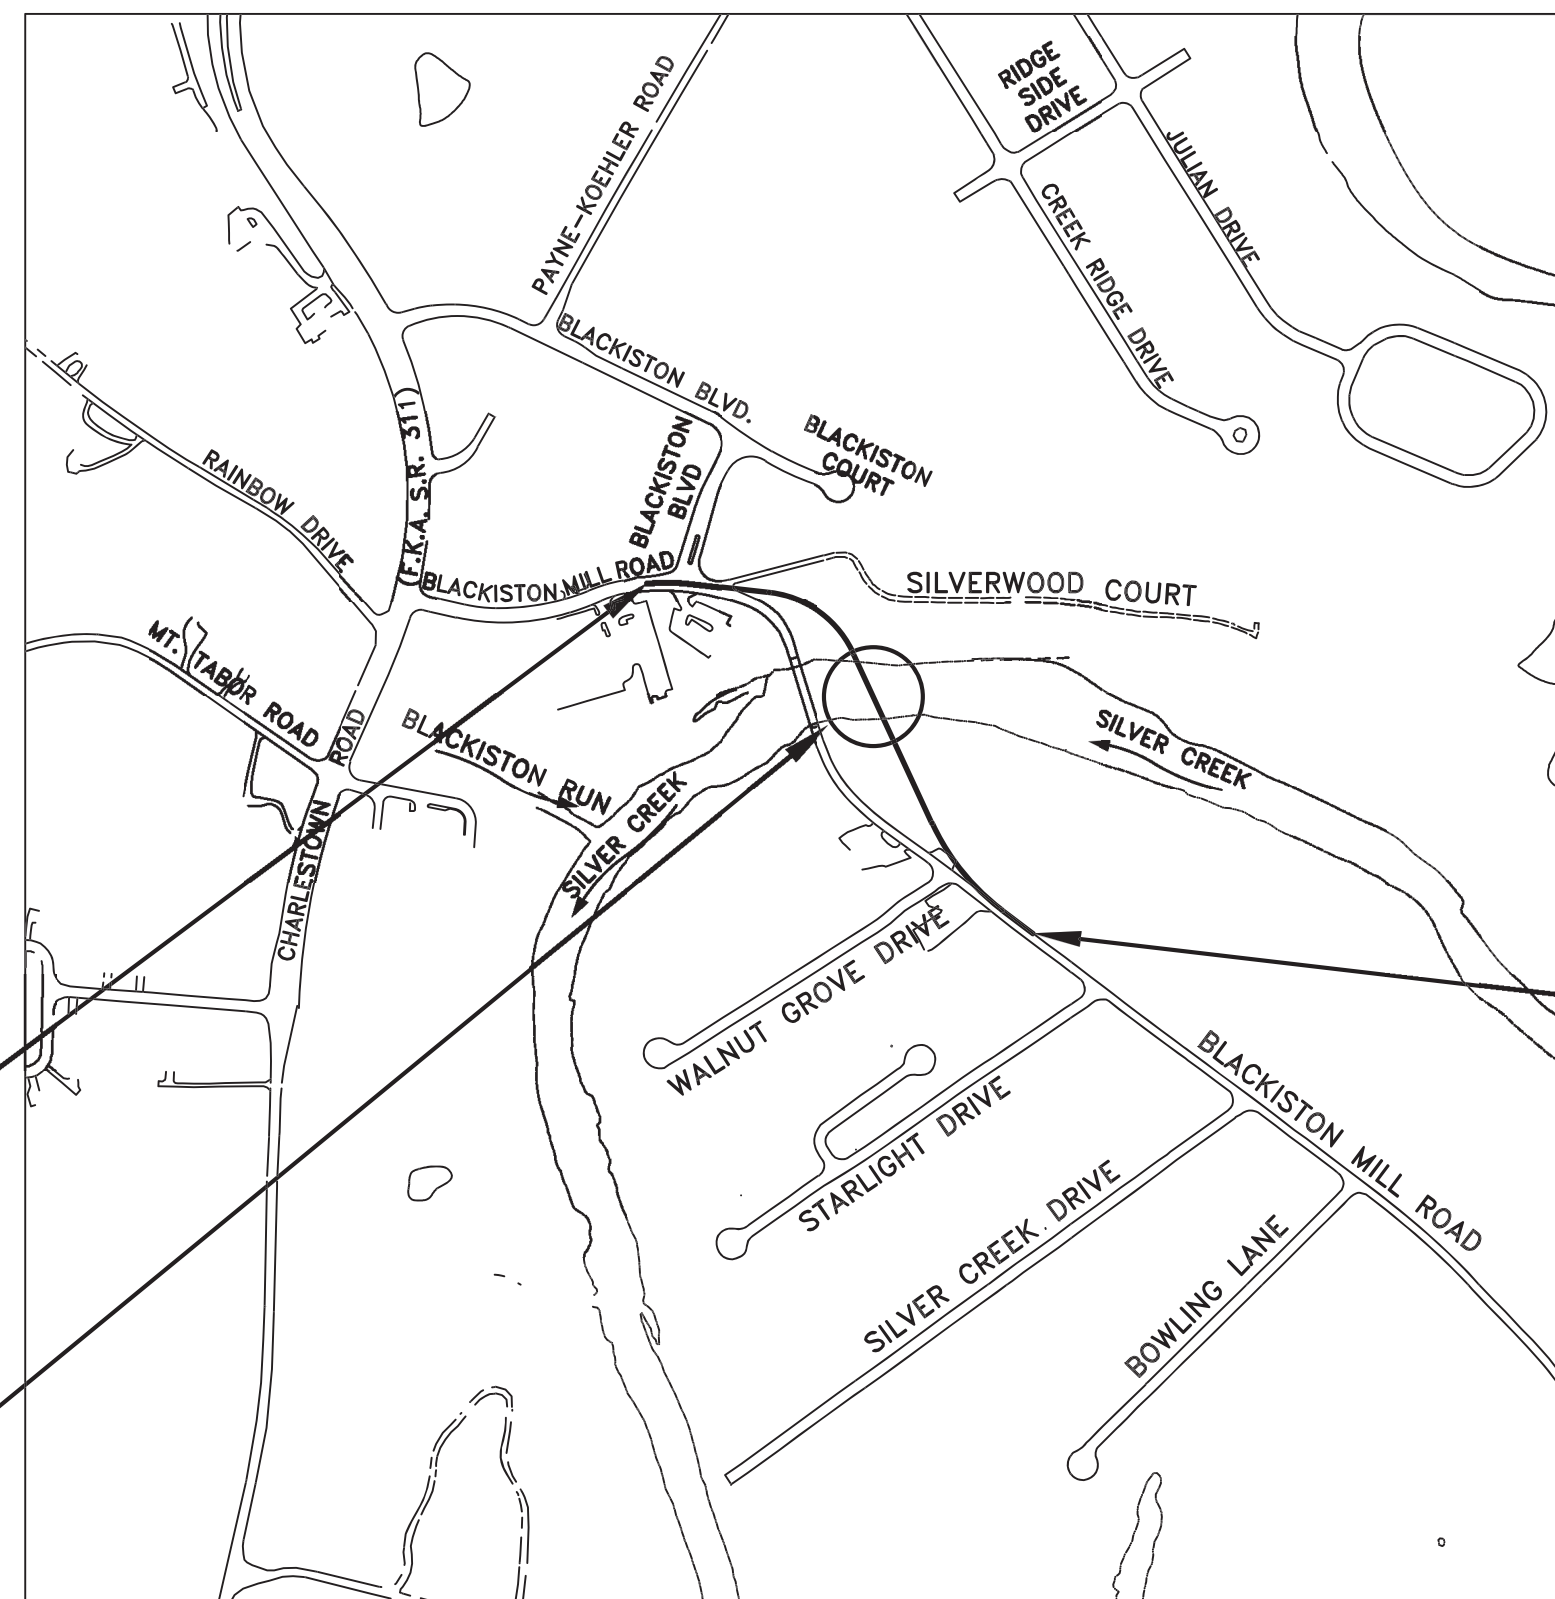 RIDGE
SIDE
DRIVE
PAYNE-KOEHLER ROAD
JULIAN DRIVE
CREEK RIDGE DRIVE
BLACKISTON BLVD.
(F.K.A. S.R. 311)
BLACKISTON
COURT
BLACKISTON
BLVD
RAINBOW DRIVE
BLACKISTON MILL ROAD
SILVERWOOD COURT
MT. TABOR ROAD
CHARLESTOWN ROAD
BLACKISTON RUN
SILVER CREEK
SILVER CREEK
WALNUT GROVE DRIVE
STARLIGHT DRIVE
BLACKISTON MILL ROAD
SILVER CREEK DRIVE
BOWLING LANE